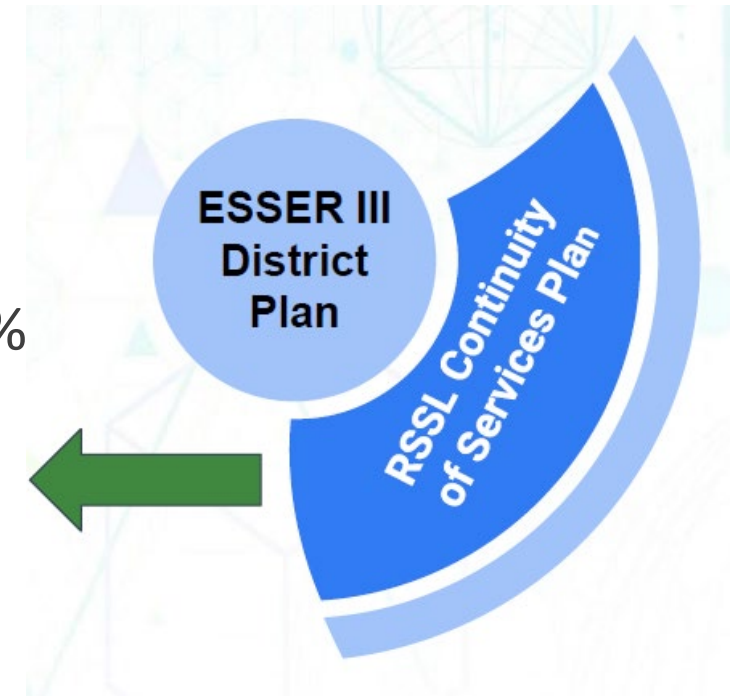 ESSER III
District
Plan
%
RSSL Continuity
of Services Plan